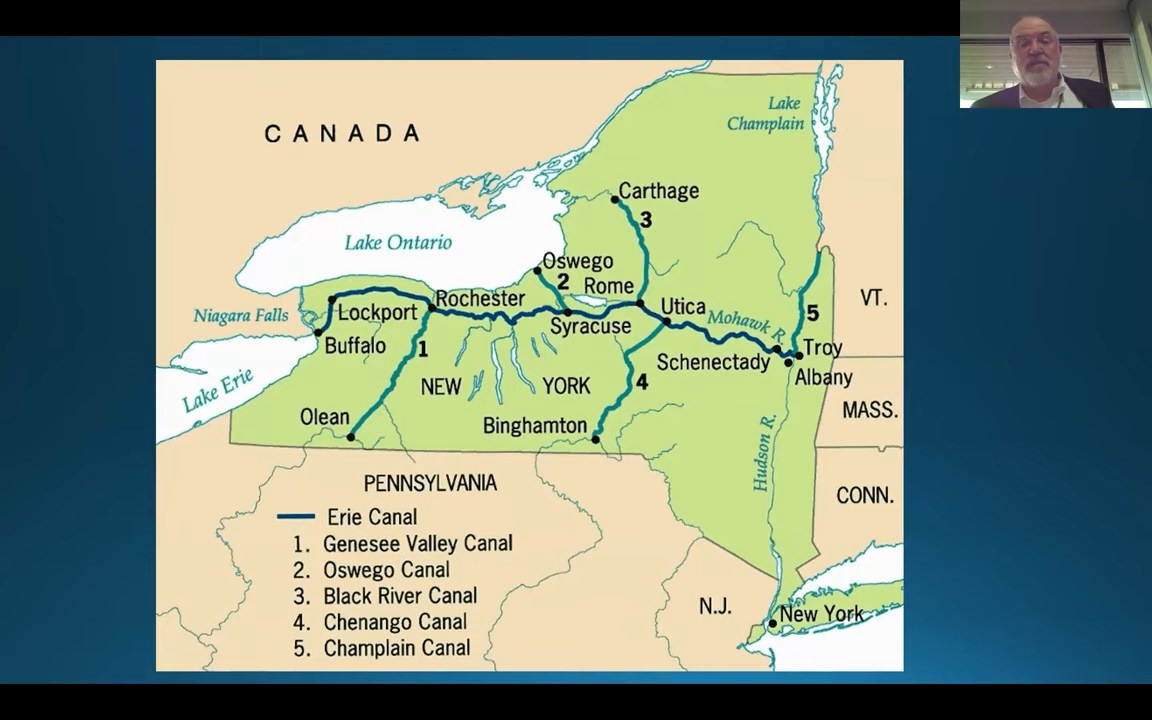 CANADA
Lake
Champlain
Carthage
3
Lake Ontario
Oswego
2
Rome
Rochester
Niagara Falls
Lockport
Syracuse
Utica
Mohawk R.
5
VT.
Buffalo
1
Troy
Schenectady
Albany
Lake Erie
NEW YORK
4
MASS.
Olean
Binghamton
Hudson R.
PENNSYLVANIA
CONN.
Erie Canal
1. Genesee Valley Canal
2. Oswego Canal
3. Black River Canal
4. Chenango Canal
5. Champlain Canal
N.J.
New York